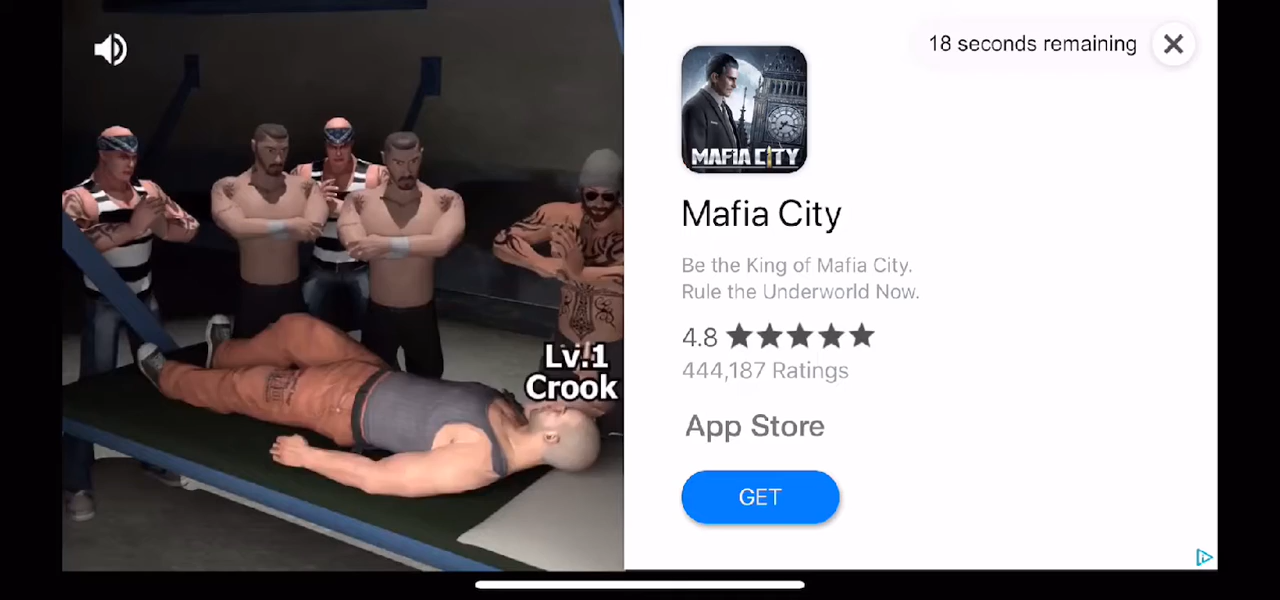 Lv.1
Crook
18 seconds remaining
MAFIA CITY
Mafia City
Be the King of Mafia City.
Rule the Underworld Now.
4.8
444,187 Ratings
App Store
GET